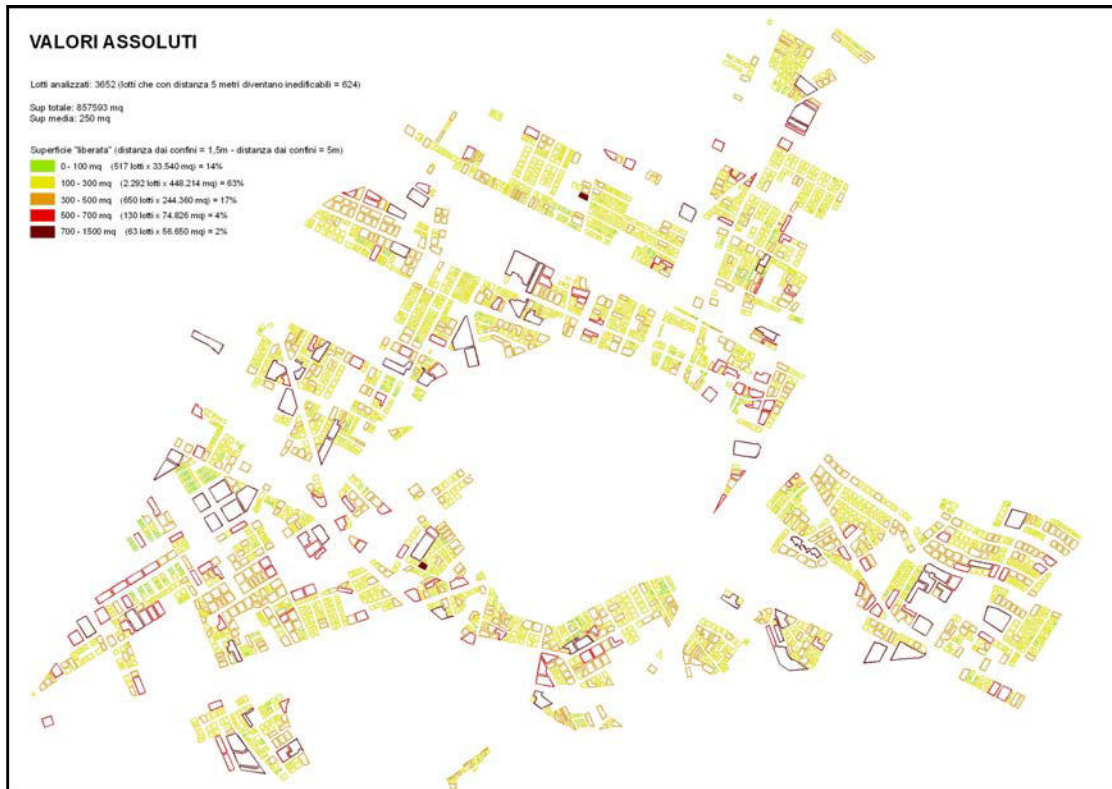 VALORI ASSOLUTI
Lotti analizzati: 3652 (lotti che con distanza 5 metri diventano inedificabili = 624)
Sup totale: 857593 mq
Sup media: 250 mq
Superficie "liberata" (distanza dai confini = 1,5m - distanza dai confini = 5m)
0 - 100 mq (517 lotti x 33.540 mq) = 14%
100 - 300 mq (2.292 lotti x 448.214 mq) = 63%
300 - 500 mq (650 lotti x 244.360 mq) = 17%
500 - 700 mq (130 lotti x 74.826 mq) = 4%
700 - 1500 mq (63 lotti x 56.650 mq) = 2%